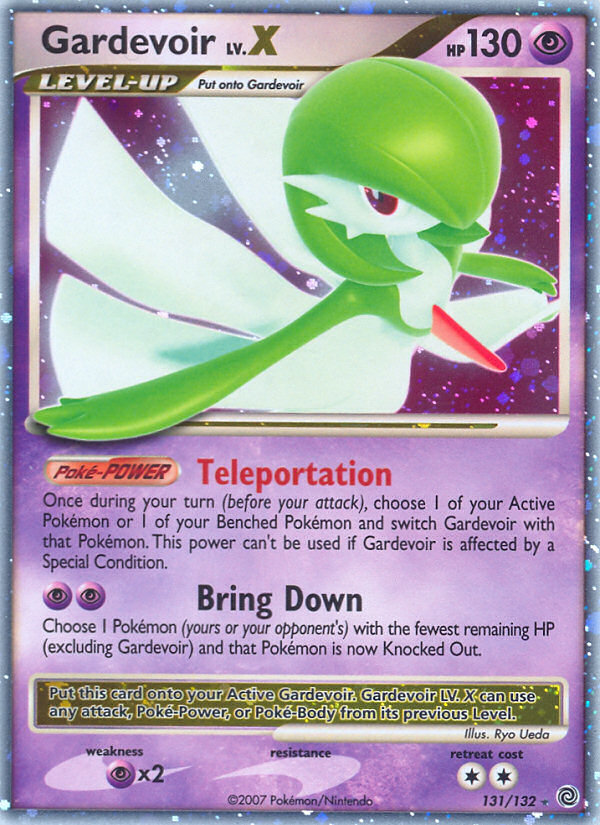 Gardevoir LV.X HP 130
LEVEL-UP Put onto Gardevoir
Poké-POWER Teleportation
Once during your turn (before your attack), choose 1 of your Active
Pokémon or 1 of your Benched Pokémon and switch Gardevoir with
that Pokémon. This power can't be used if Gardevoir is affected by a
Special Condition.
Bring Down
Choose 1 Pokémon (yours or your opponent's) with the fewest remaining HP
(excluding Gardevoir) and that Pokémon is now Knocked Out.
Put this card onto your Active Gardevoir. Gardevoir LV. X can use
any attack, Poké-Power, or Poké-Body from its previous Level.
Illus. Ryo Ueda
weakness resistance retreat cost
x2
©2007 Pokémon/Nintendo 131/132